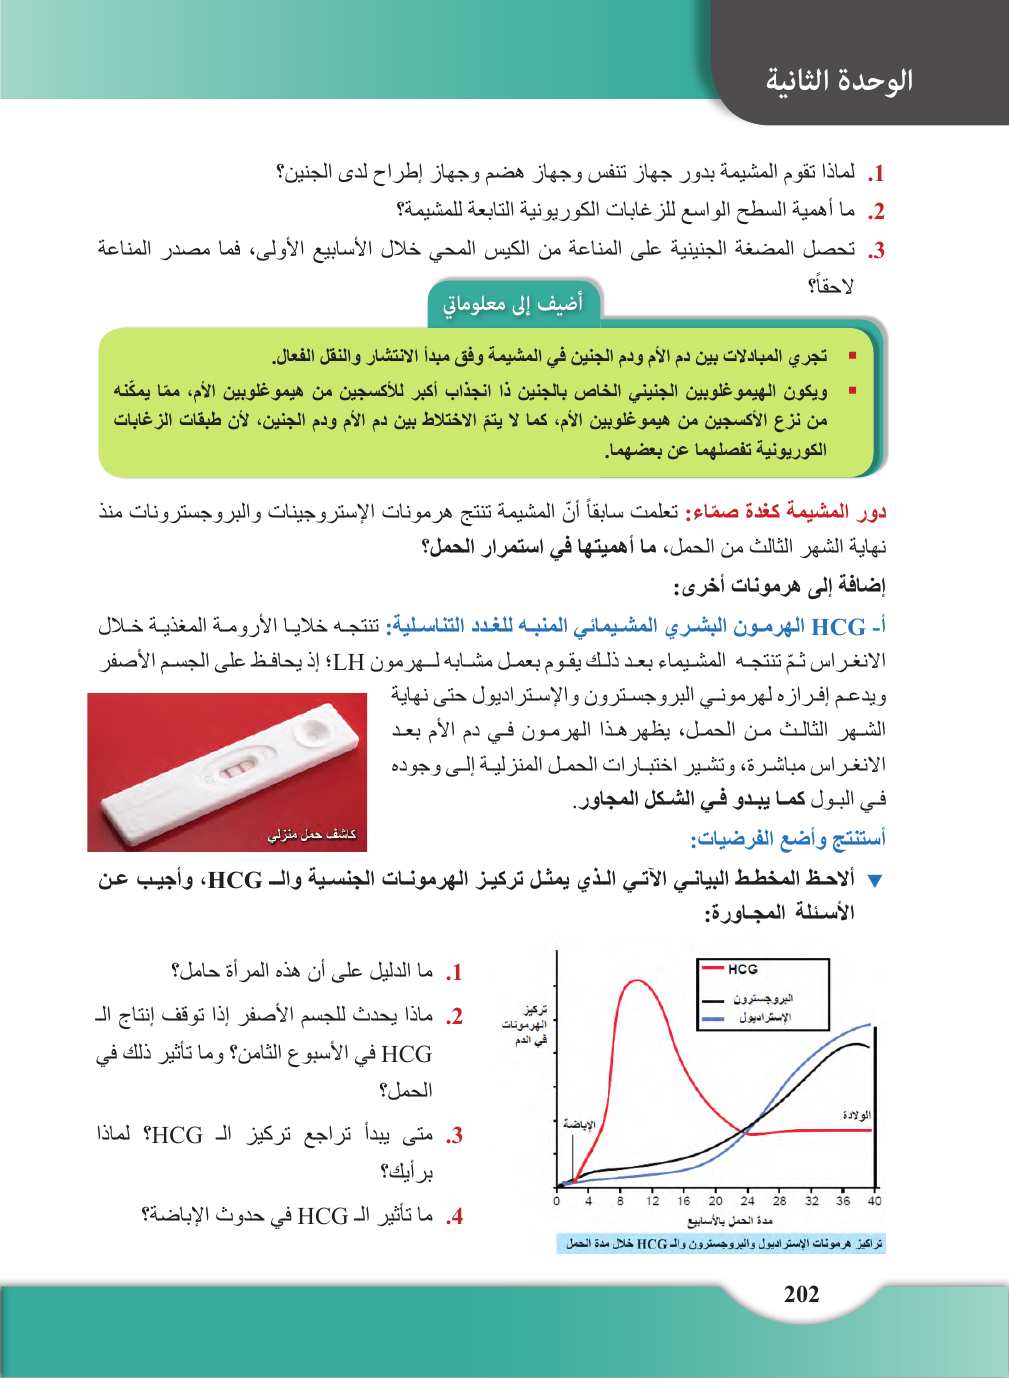 الوحدة الثانية
1. لماذا تقوم المشيمة بدور جهاز تنفس وجهاز هضم وجهاز إطراح لدى الجنين؟
2. ما أهمية السطح الواسع للزغابات الكوريونية التابعة للمشيمة؟
3. تحصل المضغة الجنينية على المناعة من الكيس المحي خلال الأسابيع الأولى، فما مصدر المناعة
لاحقاً؟
أضيف إلى معلوماتي
▪ تجري المبادلات بين دم الأم ودم الجنين في المشيمة وفق مبدأ الانتشار والنقل الفعال.
▪ ويكون الهيموغلوبين الجنيني الخاص بالجنين ذا انجذاب أكبر للأكسجين من هيموغلوبين الأم، ممّا يمكّنه
من نزع الأكسجين من هيموغلوبين الأم، كما لا يتمّ الاختلاط بين دم الأم ودم الجنين، لأن طبقات الزغابات
الكوريونية تفصلهما عن بعضهما.
دور المشيمة كغدة صمّاء: تعلمت سابقاً أنّ المشيمة تنتج هرمونات الإستروجينات والبروجسترونات منذ
نهاية الشهر الثالث من الحمل، ما أهميتها في استمرار الحمل؟
إضافة إلى هرمونات أخرى:
أ- HCG الهرمون البشري المشيمائي المنبه للغدد التناسلية: تنتجه خلايا الأرومة المغذية خلال
الانغراس ثمّ تنتجه المشيماء بعد ذلك يقوم بعمل مشابه لهرمون LH؛ إذ يحافظ على الجسم الأصفر
ويدعم إفرازه لهرموني البروجسترون والإستراديول حتى نهاية
الشهر الثالث من الحمل، يظهرهذا الهرمون في دم الأم بعد
الانغراس مباشرة، وتشير اختبارات الحمل المنزلية إلى وجوده
في البول كما يبدو في الشكل المجاور.
كاشف حمل منزلي
أستنتج وأضع الفرضيات:
▼ ألاحظ المخطط البياني الآتي الذي يمثل تركيز الهرمونات الجنسية والـ HCG، وأجيب عن
الأسئلة المجاورة:
1. ما الدليل على أن هذه المرأة حامل؟
2. ماذا يحدث للجسم الأصفر إذا توقف إنتاج الـ
HCG في الأسبوع الثامن؟ وما تأثير ذلك في
الحمل؟
3. متى يبدأ تراجع تركيز الـ HCG؟ لماذا
برأيك؟
4. ما تأثير الـ HCG في حدوث الإباضة؟
HCG
البروجسترون
الإستراديول
تركيز
الهرمونات
في الدم
الإباضة
الولادة
0 4 8 12 16 20 24 28 32 36 40
مدة الحمل بالأسابيع
تراكيز هرمونات الإستراديول والبروجسترون والـ HCG خلال مدة الحمل
202